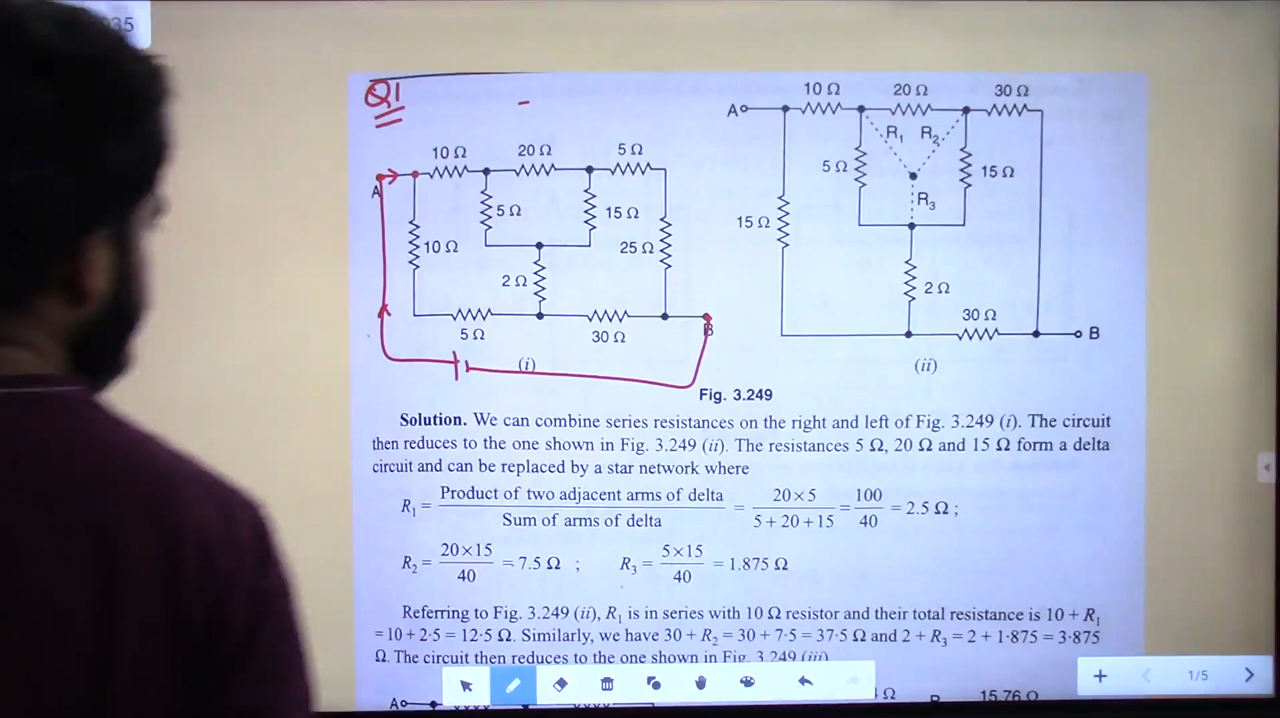 35
Q1
10 Ω 20 Ω 30 Ω
A
R₁ R₂
10 Ω 20 Ω 5 Ω
5 Ω 15 Ω
A
5 Ω 15 Ω
R₃
15 Ω
10 Ω 25 Ω
2 Ω
2 Ω
30 Ω
5 Ω 30 Ω
B
B
(i)
(ii)
Fig. 3.249
Solution. We can combine series resistances on the right and left of Fig. 3.249 (i). The circuit
then reduces to the one shown in Fig. 3.249 (ii). The resistances 5 Ω, 20 Ω and 15 Ω form a delta
circuit and can be replaced by a star network where
R₁ = Product of two adjacent arms of delta / Sum of arms of delta = 20×5 / 5+20+15 = 100 / 40 = 2.5 Ω ;
R₂ = 20×15 / 40 = 7.5 Ω ; R₃ = 5×15 / 40 = 1.875 Ω
Referring to Fig. 3.249 (ii), R₁ is in series with 10 Ω resistor and their total resistance is 10 + R₁
= 10 + 2·5 = 12·5 Ω. Similarly, we have 30 + R₂ = 30 + 7·5 = 37·5 Ω and 2 + R₃ = 2 + 1·875 = 3·875
Ω. The circuit then reduces to the one shown in Fig. 3.249 (iii)
1/5
A Ω 15.76 Ω